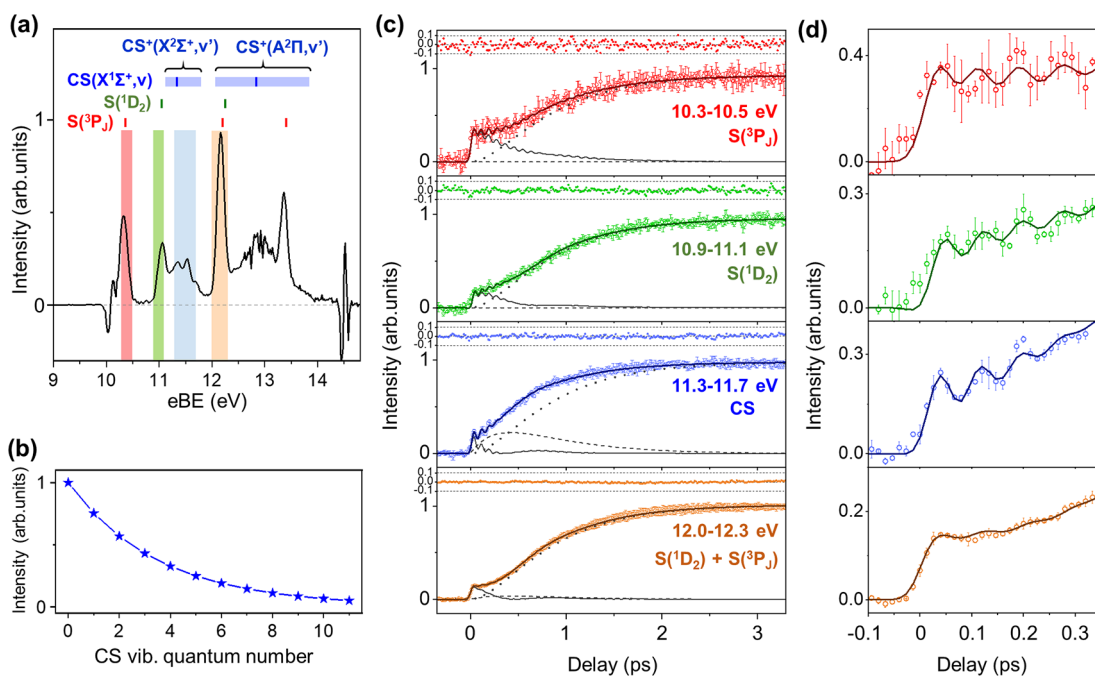 (a)
CS⁺(X²Σ⁺,v') CS⁺(A²Π,v')
CS(X¹Σ⁺,v)
S(¹D₂)
S(³P_J)
1
0
Intensity (arb.units)
9 10 11 12 13 14
eBE (eV)
(b)
1
0
Intensity (arb.units)
0 2 4 6 8 10
CS vib. quantum number
(c)
0.1
0.0
-0.1
1
0
10.3-10.5 eV
S(³P_J)
0.1
0.0
-0.1
1
0
10.9-11.1 eV
S(¹D₂)
0.1
0.0
-0.1
1
0
11.3-11.7 eV
CS
0.1
0.0
-0.1
1
0
12.0-12.3 eV
S(¹D₂) + S(³P_J)
Intensity (arb.units)
0 1 2 3
Delay (ps)
(d)
0.4
0.0
0.3
0.0
0.3
0.0
0.2
0.0
Intensity (arb.units)
-0.1 0 0.1 0.2 0.3
Delay (ps)